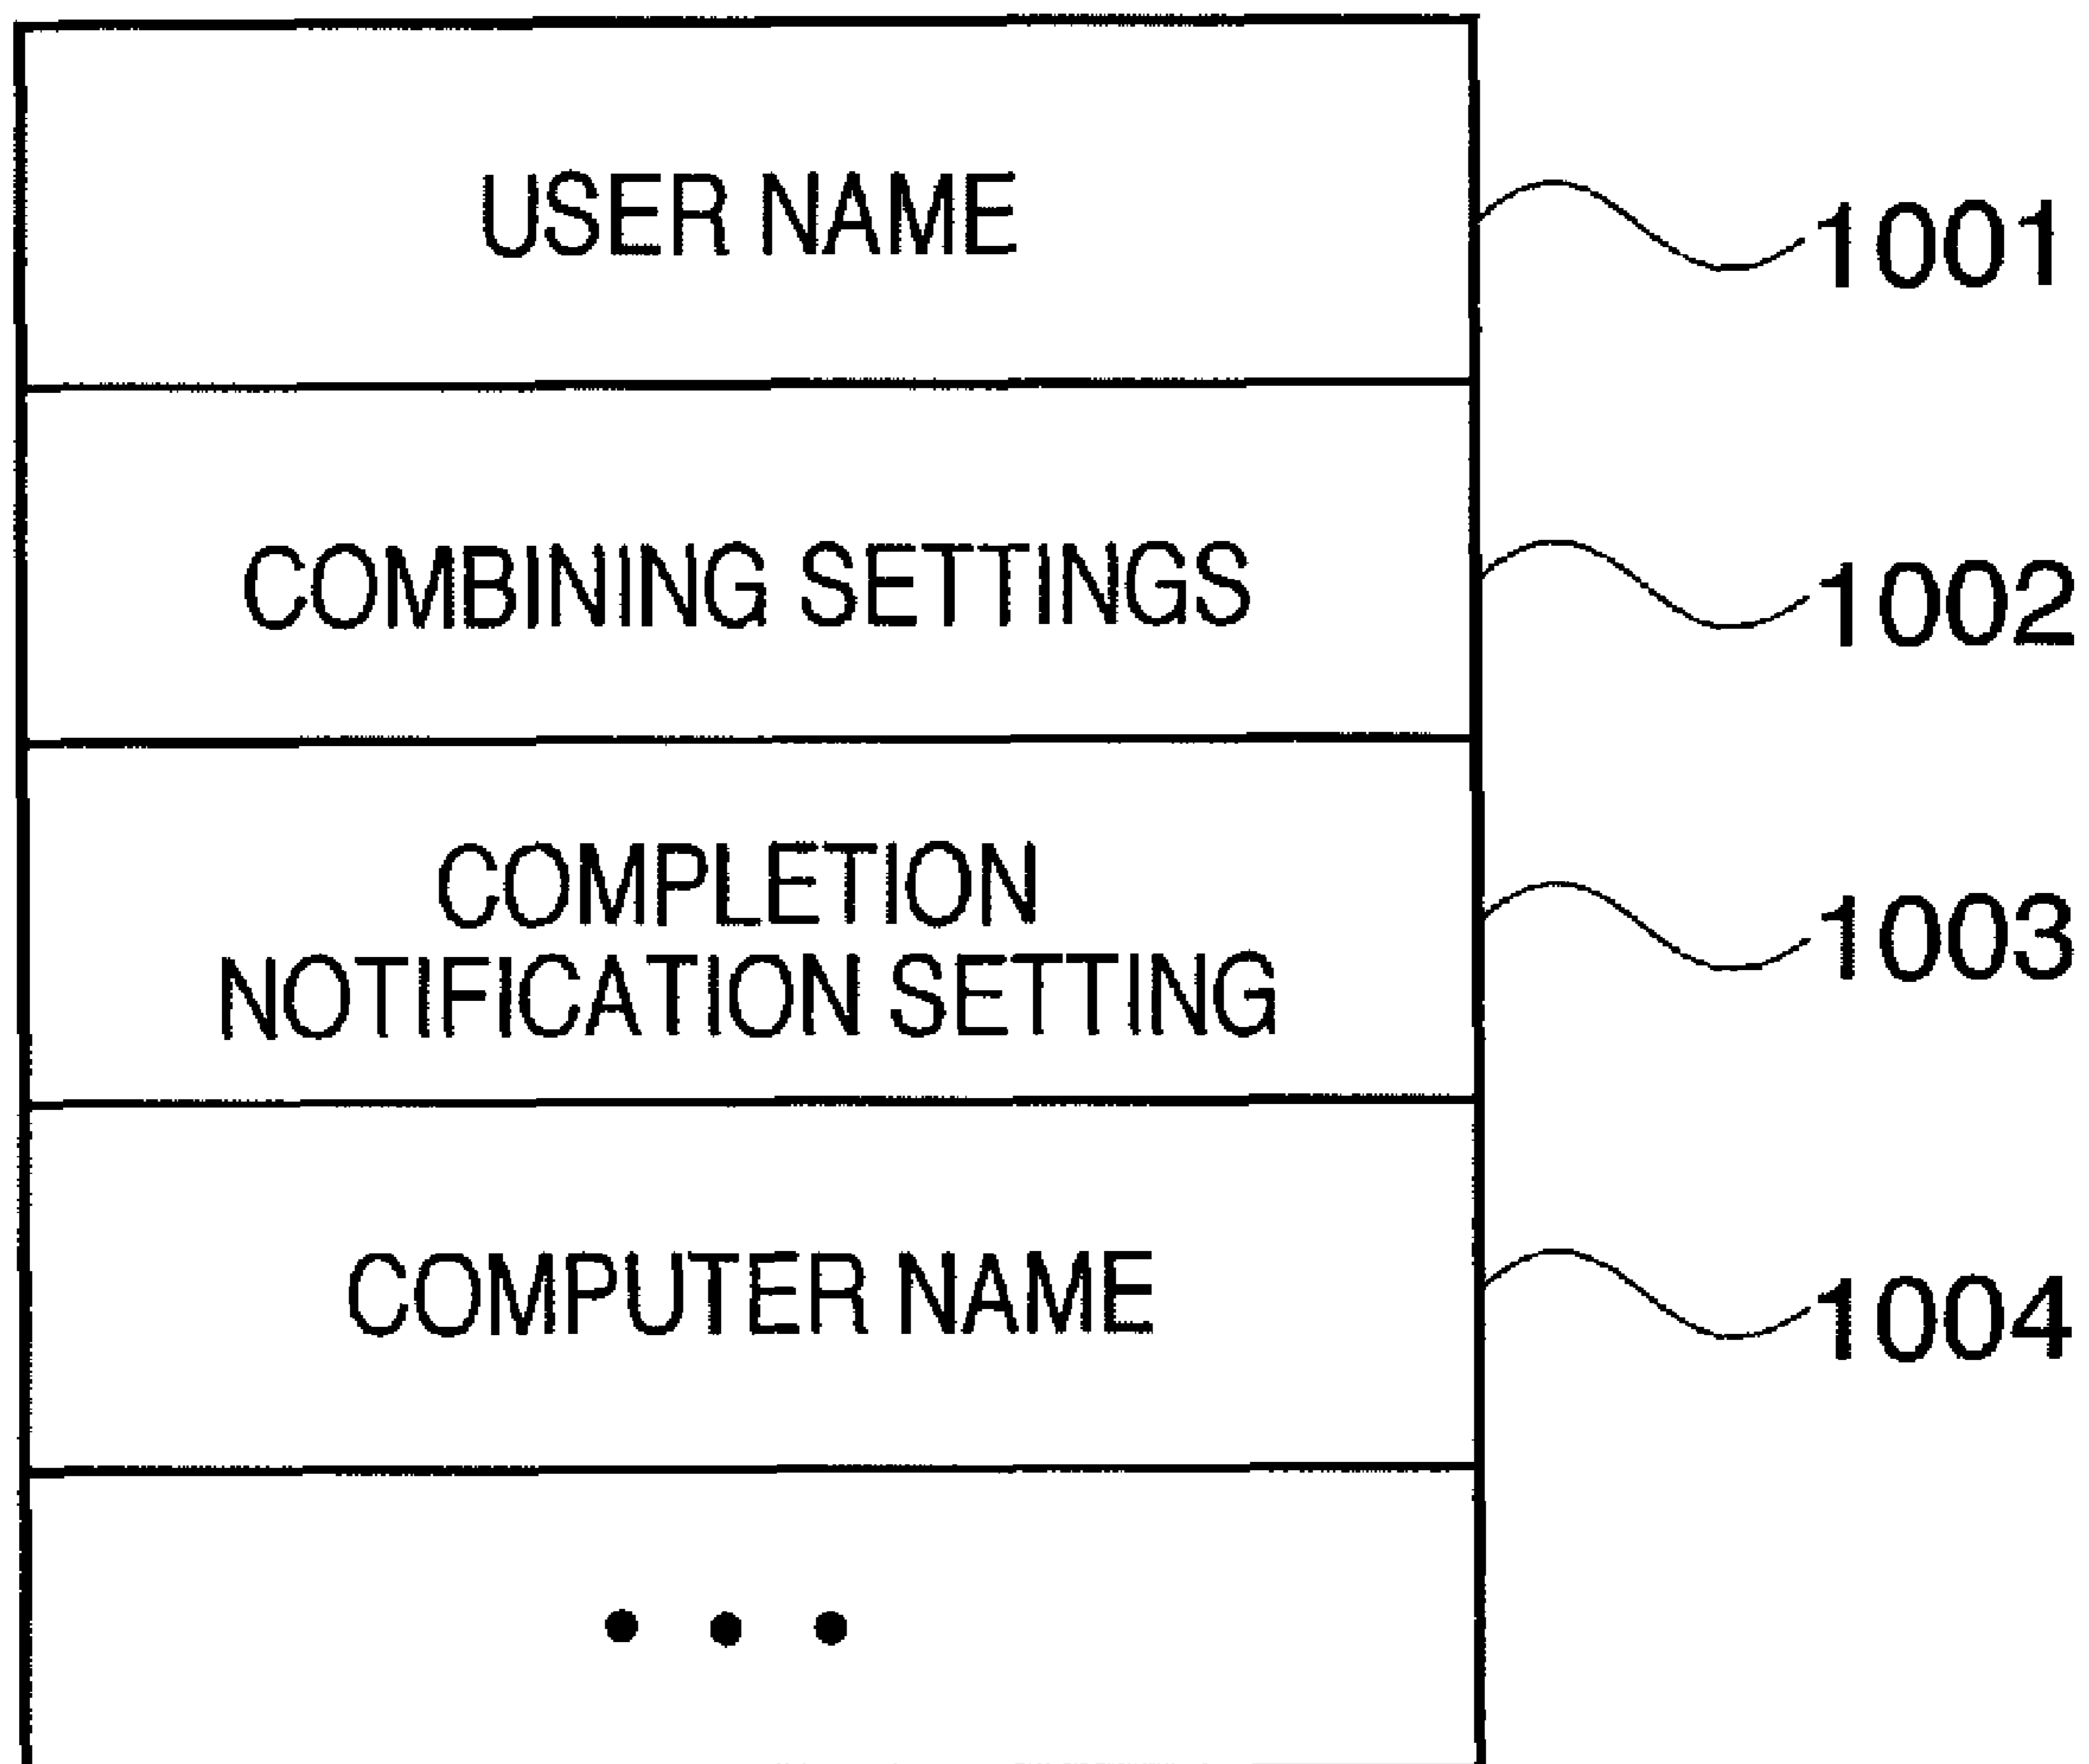 USER NAME
1001
COMBINING SETTINGS
1002
COMPLETION
NOTIFICATION SETTING
1003
COMPUTER NAME
1004
• • •